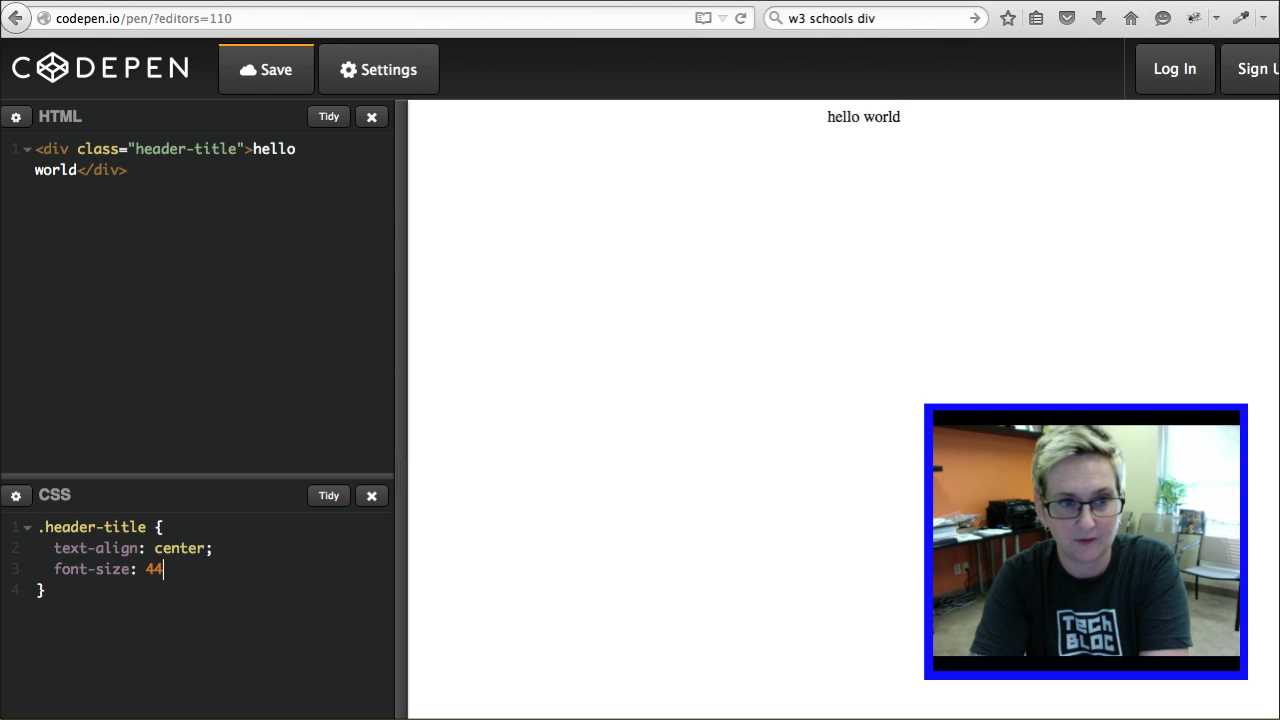 codepen.io/pen/?editors=110
w3 schools div
CODEPEN
Save
Settings
Log In
Sign U
HTML
Tidy
1 <div class="header-title">hello
world</div>
hello world
CSS
Tidy
1 .header-title {
2 text-align: center;
3 font-size: 44
4 }
TECH
BLOC